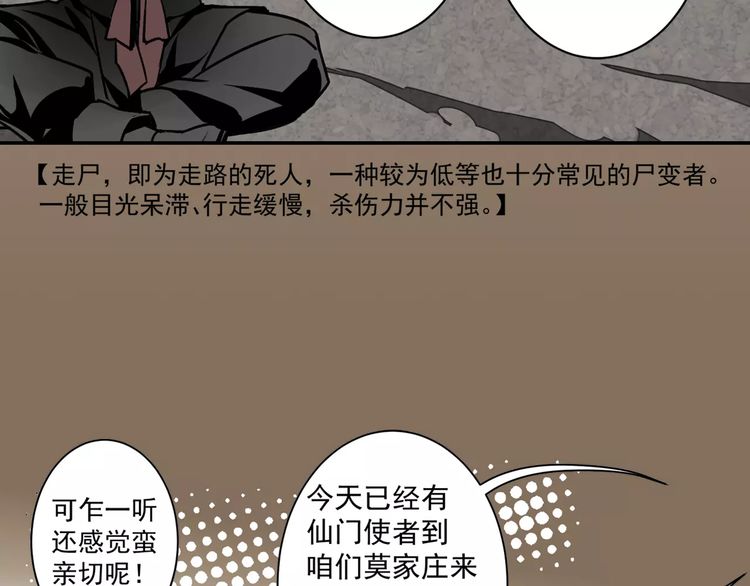 【走尸，即为走路的死人，一种较为低等也十分常见的尸变者。
一般目光呆滞、行走缓慢，杀伤力并不强。】
可乍一听
还感觉蛮
亲切呢！
今天已经有
仙门使者到
咱们莫家庄来